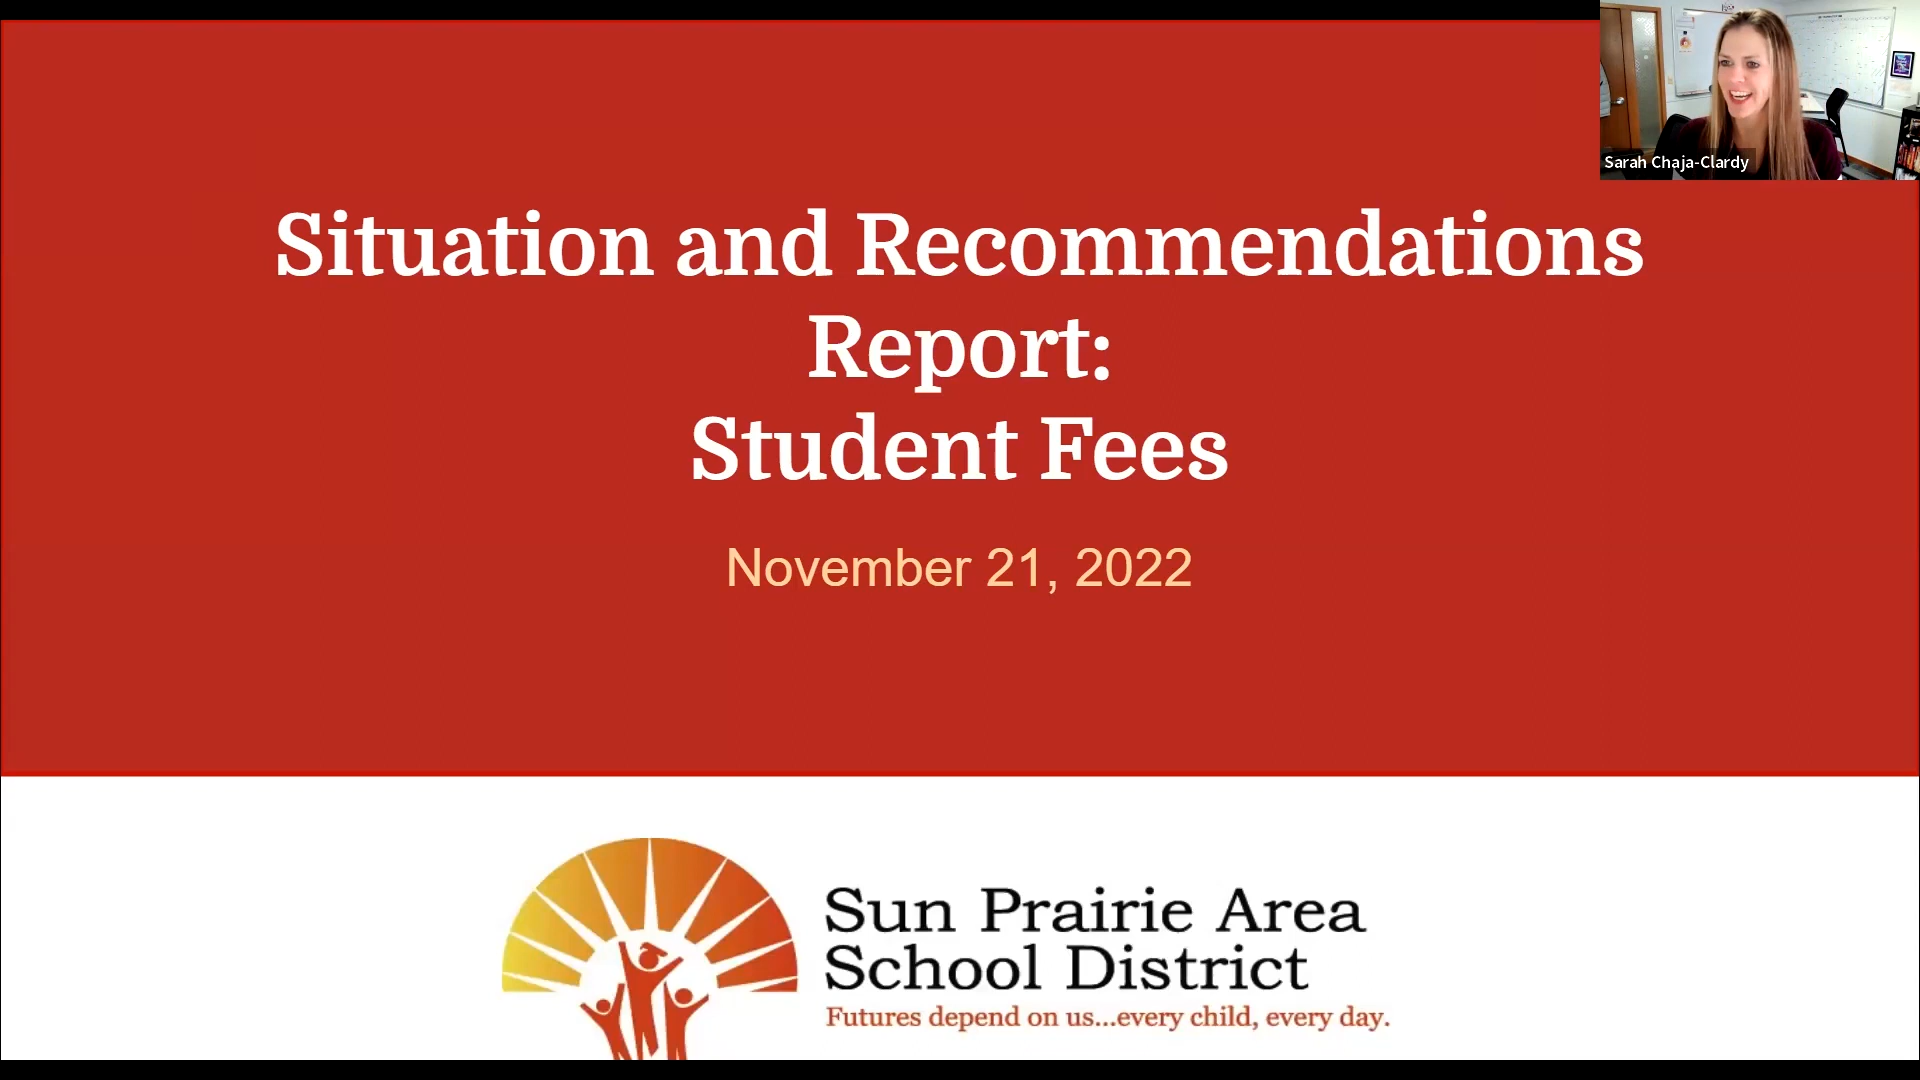 Sarah Chaja-Clardy
Situation and Recommendations
Report:
Student Fees
November 21, 2022
Sun Prairie Area
School District
Futures depend on us...every child, every day.